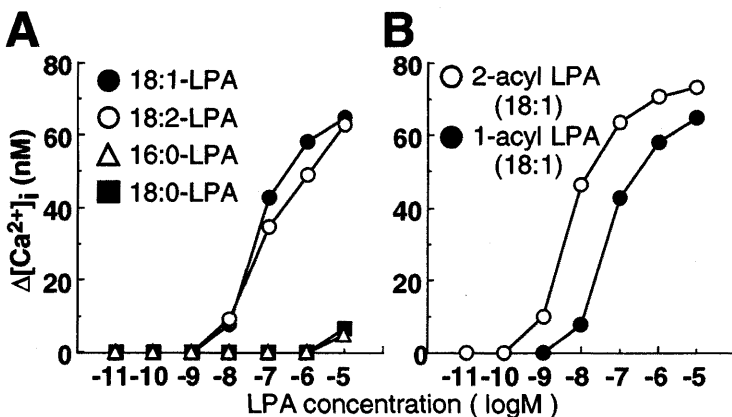 A
80
60
40
20
0
Δ[Ca²⁺]ᵢ (nM)
18:1-LPA
18:2-LPA
16:0-LPA
18:0-LPA
-11 -10 -9 -8 -7 -6 -5
B
80
60
40
20
0
2-acyl LPA
(18:1)
1-acyl LPA
(18:1)
-11 -10 -9 -8 -7 -6 -5
LPA concentration ( logM )